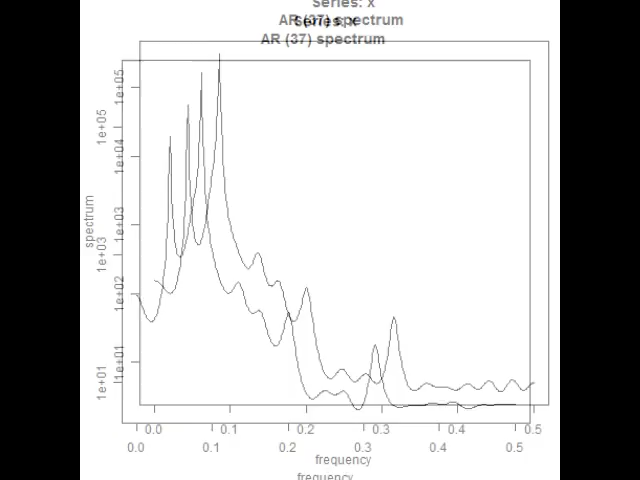 Series: x
AR (37) spectrum
Series: x
AR (37) spectrum
1e+05
1e+05
1e+04
1e+03
1e+03
1e+02
1e+01
1e+01
spectrum
0.0 0.1 0.2 0.3 0.4 0.5
0.0 0.1 0.2 0.3 0.4 0.5
frequency
frequency